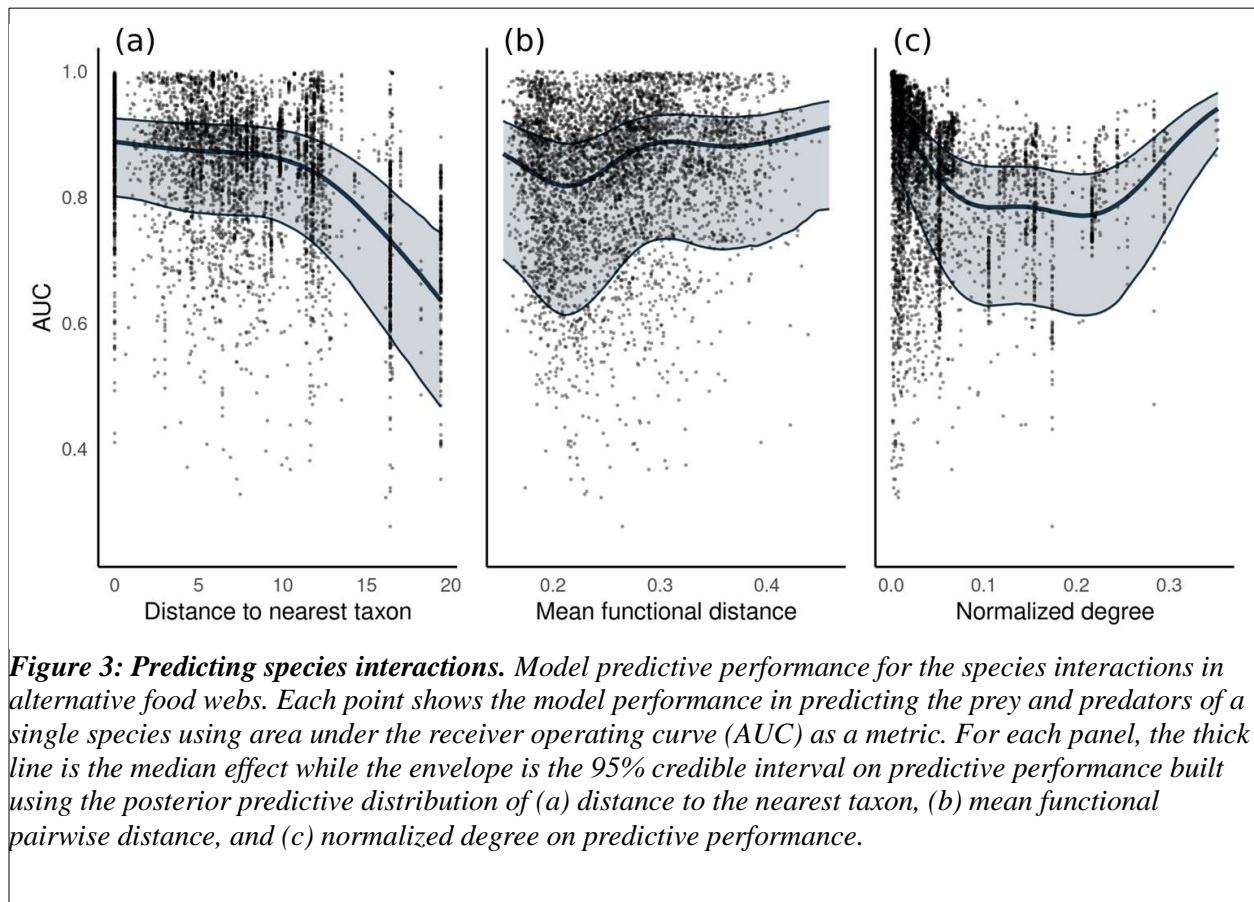 (a) (b) (c)
1.0
0.8
0.6
0.4
AUC
0 5 10 15 20 0.2 0.3 0.4 0.0 0.1 0.2 0.3
Distance to nearest taxon Mean functional distance Normalized degree
Figure 3: Predicting species interactions. Model predictive performance for the species interactions in
alternative food webs. Each point shows the model performance in predicting the prey and predators of a
single species using area under the receiver operating curve (AUC) as a metric. For each panel, the thick
line is the median effect while the envelope is the 95% credible interval on predictive performance built
using the posterior predictive distribution of (a) distance to the nearest taxon, (b) mean functional
pairwise distance, and (c) normalized degree on predictive performance.